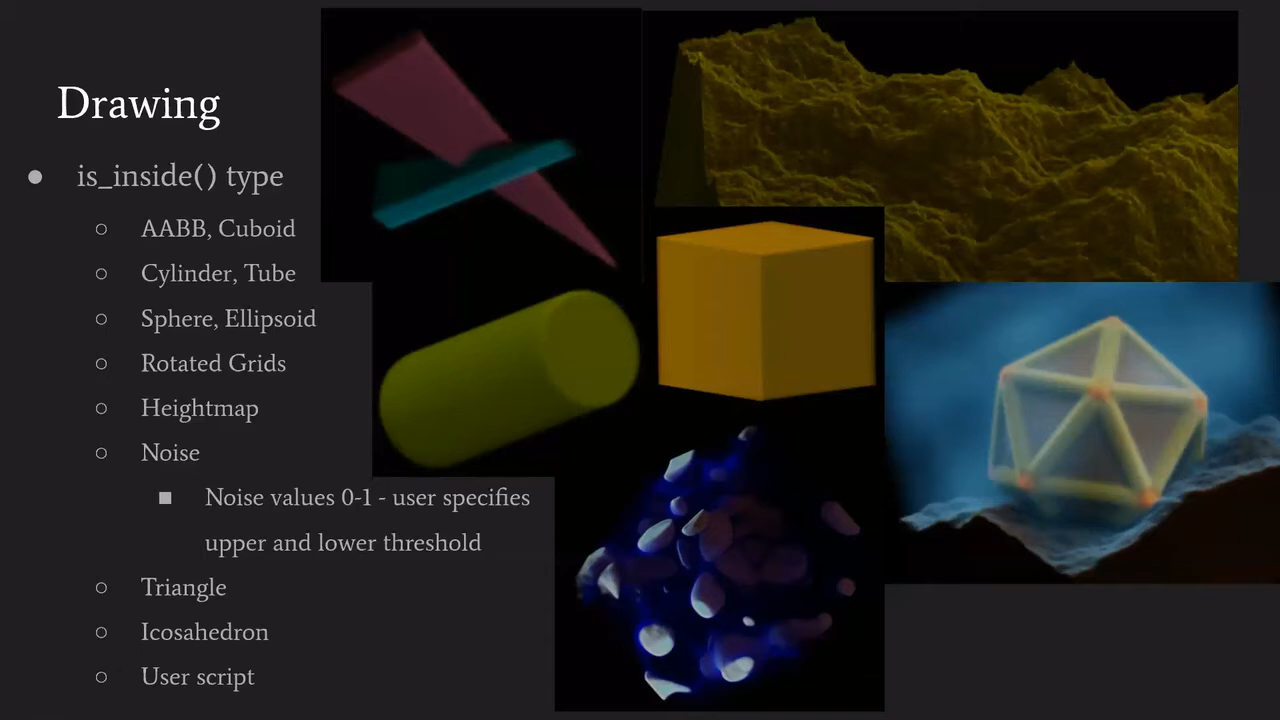 Drawing
is_inside() type
AABB, Cuboid
Cylinder, Tube
Sphere, Ellipsoid
Rotated Grids
Heightmap
Noise
Noise values 0-1 - user specifies
upper and lower threshold
Triangle
Icosahedron
User script